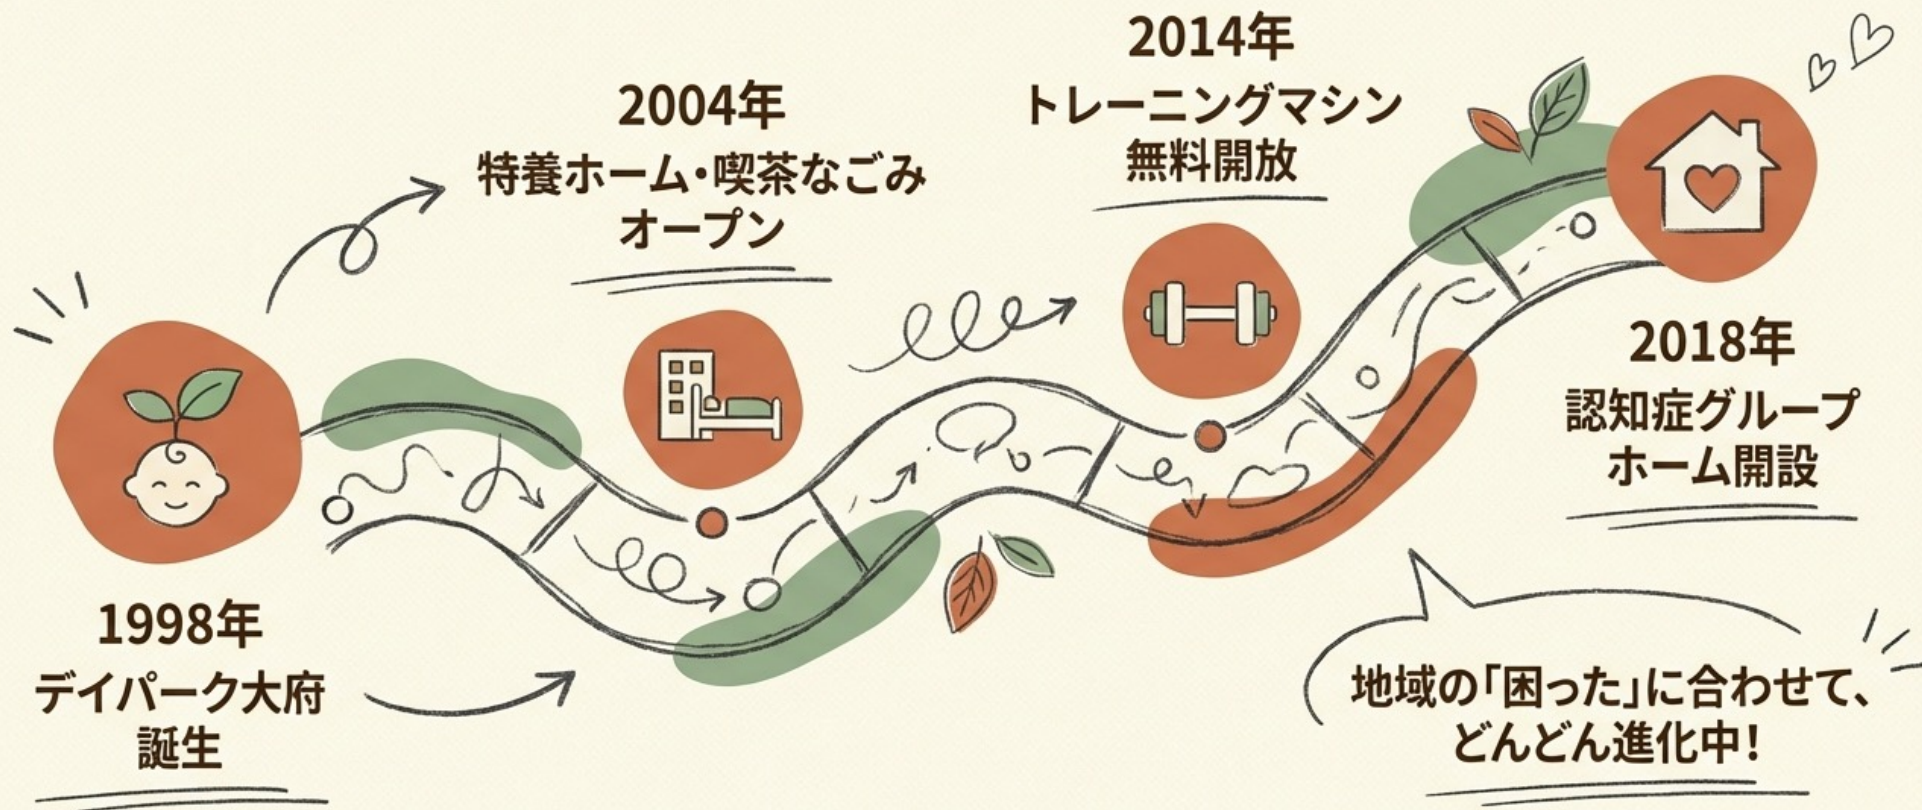 1998年
デイパーク大府
誕生
2004年
特養ホーム・喫茶なごみ
オープン
2014年
トレーニングマシン
無料開放
2018年
認知症グループ
ホーム開設
地域の「困った」に合わせて、
どんどん進化中!